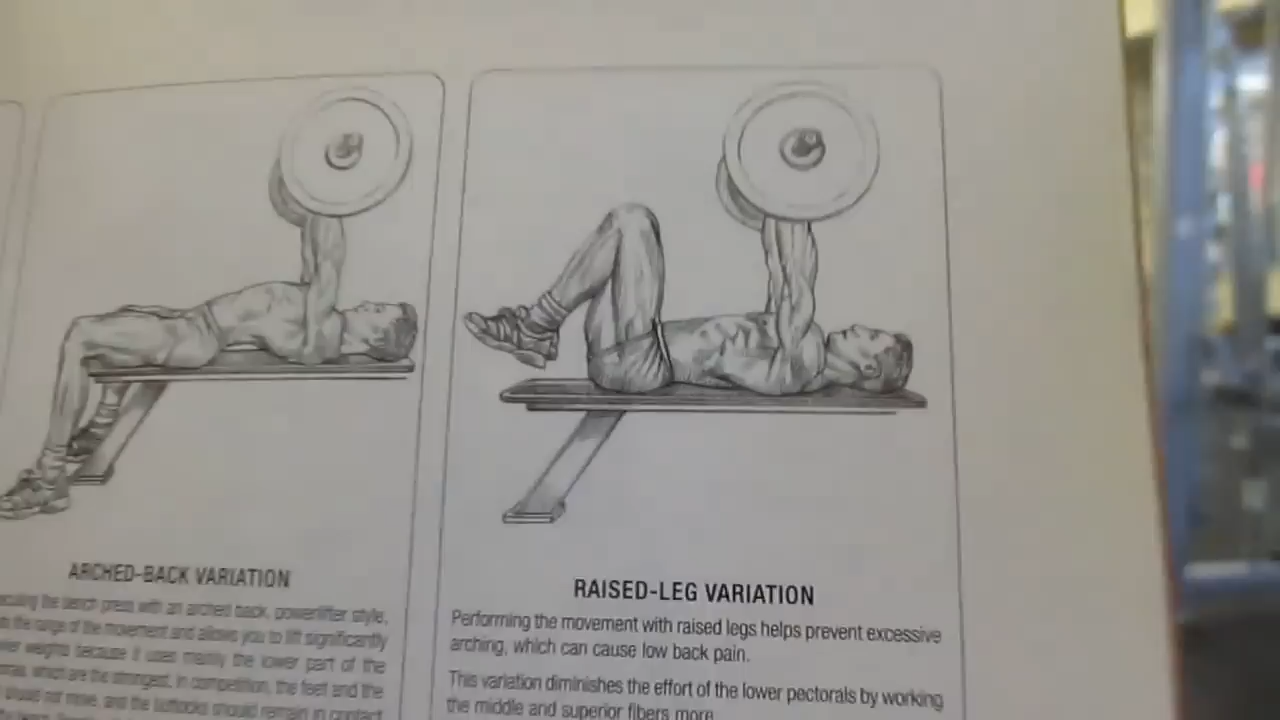 ARCHED-BACK VARIATION
the bench press with an arched back, powerlifter style,
the range of the movement and allows you to lift significantly
weights because it uses mainly the lower part of the
which are the strongest. In competition, the feet and the
should not move, and the buttocks should remain in contact
RAISED-LEG VARIATION
Performing the movement with raised legs helps prevent excessive
arching, which can cause low back pain.
This variation diminishes the effort of the lower pectorals by working
the middle and superior fibers more.